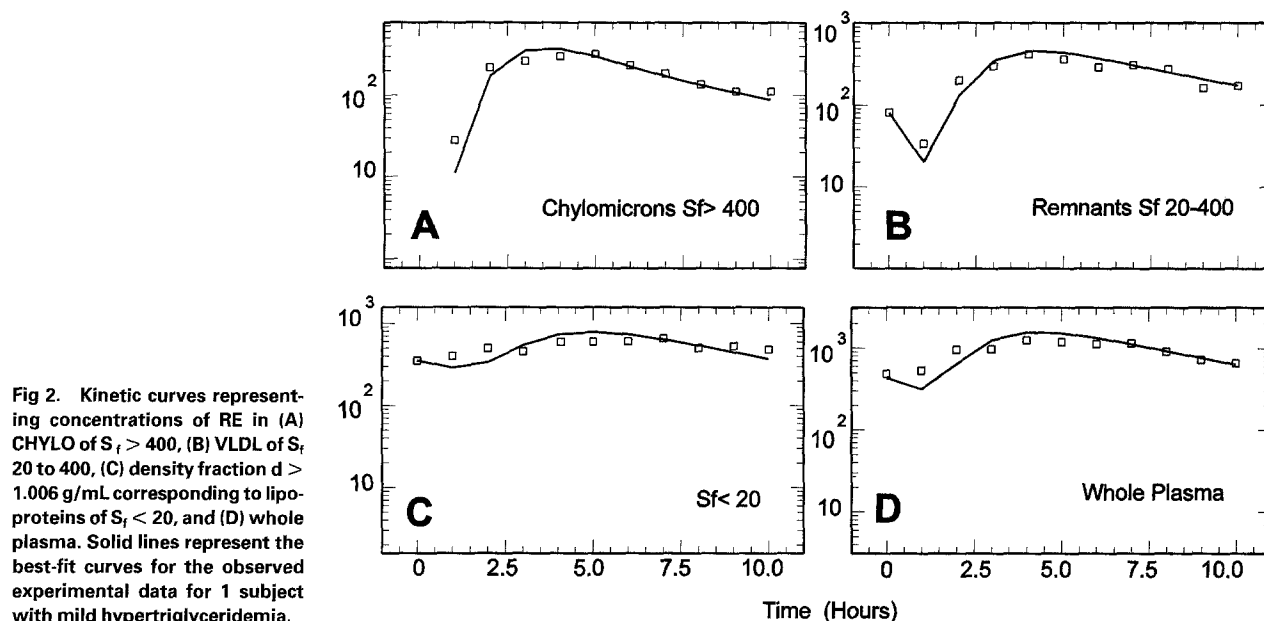 10²
10
A
Chylomicrons Sf> 400
10³
10²
10
B
Remnants Sf 20-400
10³
10²
10
C
Sf< 20
0 2.5 5.0 7.5 10.0
10³
10²
10
D
Whole Plasma
0 2.5 5.0 7.5 10.0
Time (Hours)
Fig 2. Kinetic curves represent-
ing concentrations of RE in (A)
CHYLO of Sf > 400, (B) VLDL of Sf
20 to 400, (C) density fraction d >
1.006 g/mL corresponding to lipo-
proteins of Sf < 20, and (D) whole
plasma. Solid lines represent the
best-fit curves for the observed
experimental data for 1 subject
with mild hypertriglyceridemia.